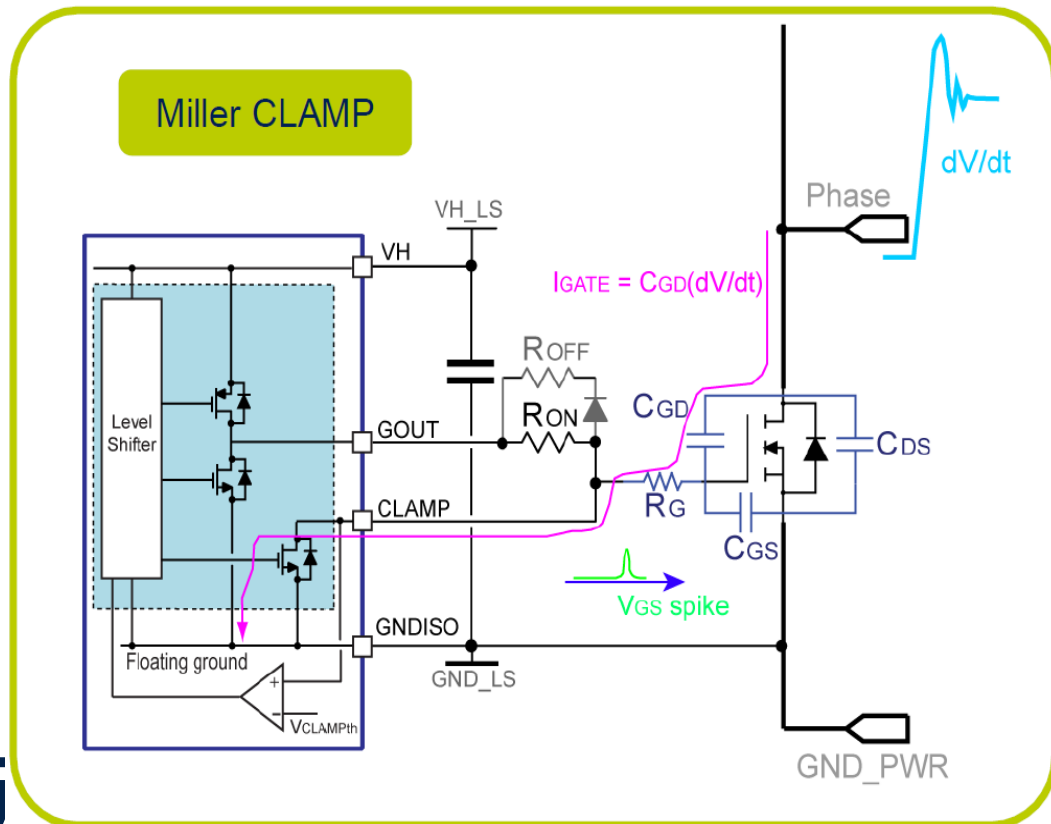 Miller CLAMP
dV/dt
Phase
VH_LS
VH
IGATE = CGD(dV/dt)
ROFF
RON
CGD
Level
Shifter
GOUT
CDS
CLAMP
RG
CGS
VGS spike
GNDISO
Floating ground
GND_LS
+
-
VCLAMPth
GND_PWR